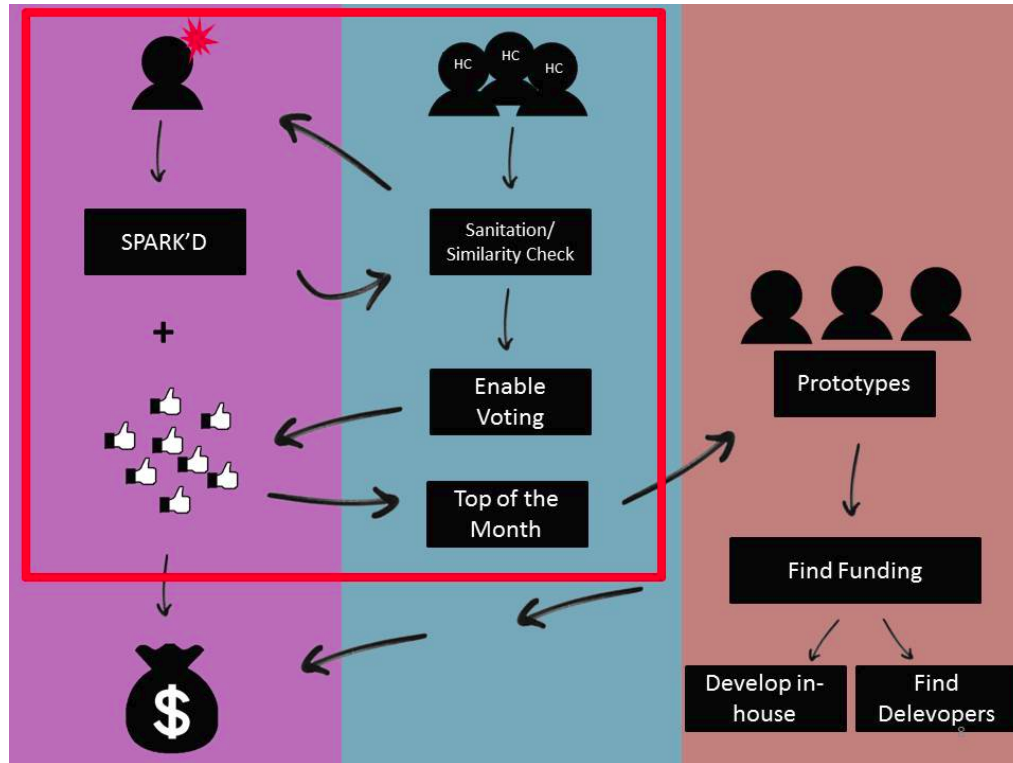 HC
HC
HC
SPARK'D
Sanitation/
Similarity Check
+
Enable
Voting
Prototypes
Top of the
Month
Find Funding
$
Develop in-
house
Find
Delevopers
8